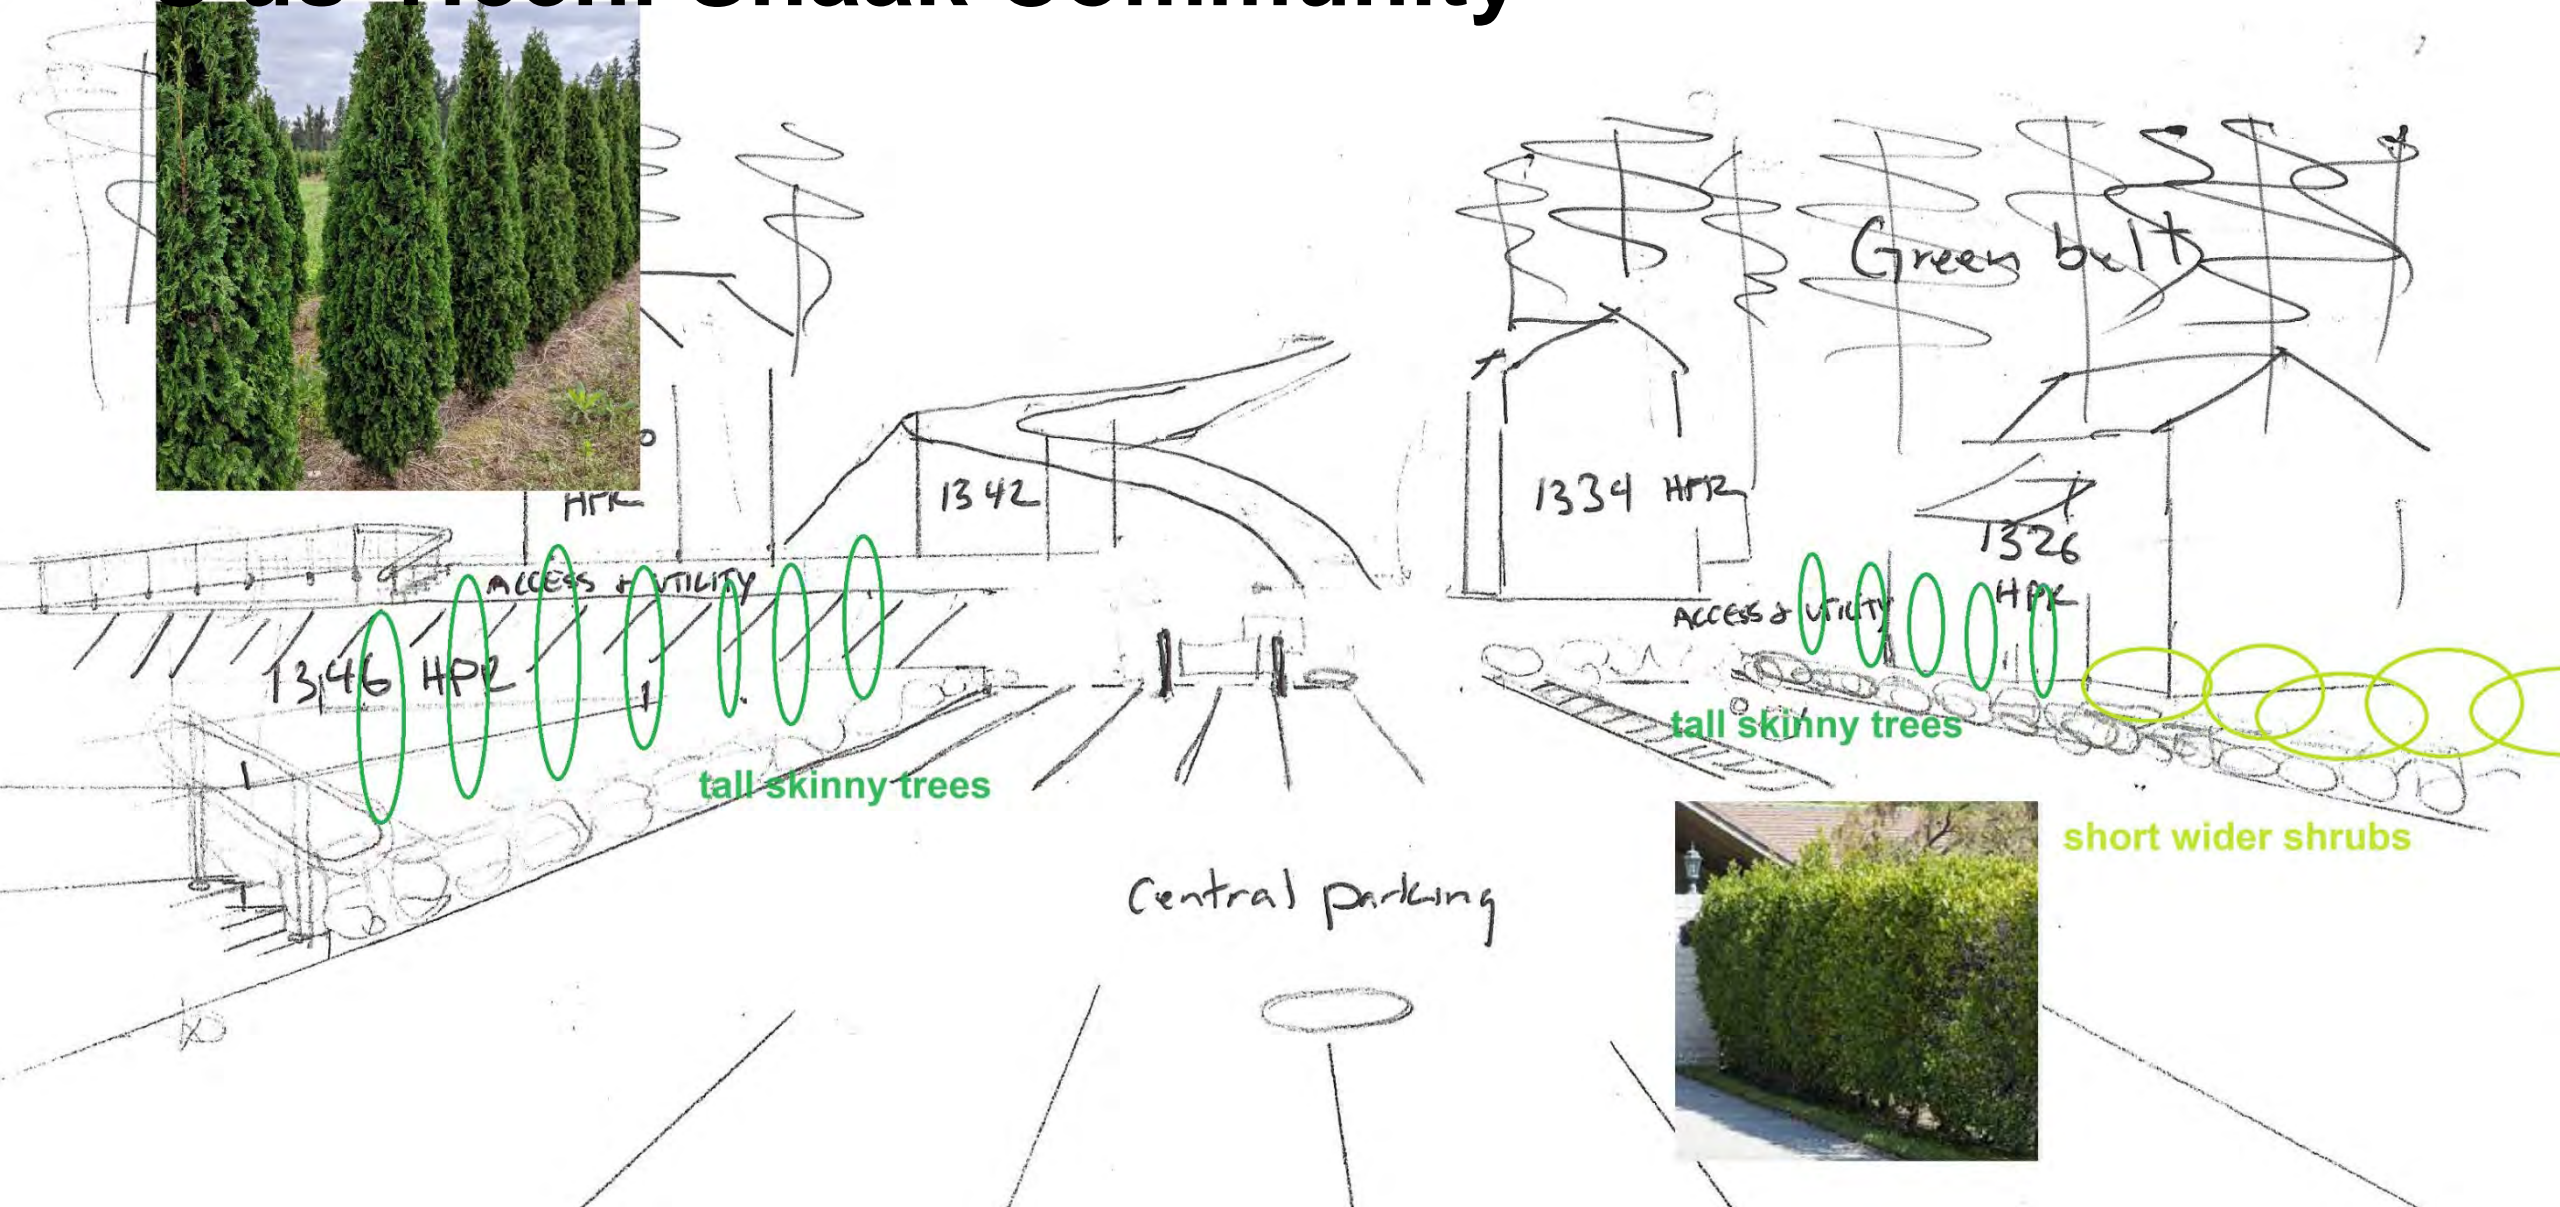 Community
Green belt
HPR
1342
1334 HPR
1326
HPR
ACCESS & UTILITY
ACCESS & UTILITY
1346 HPR
tall skinny trees
tall skinny trees
short wider shrubs
Central parking